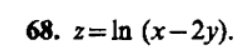 68. z=ln (x−2y).